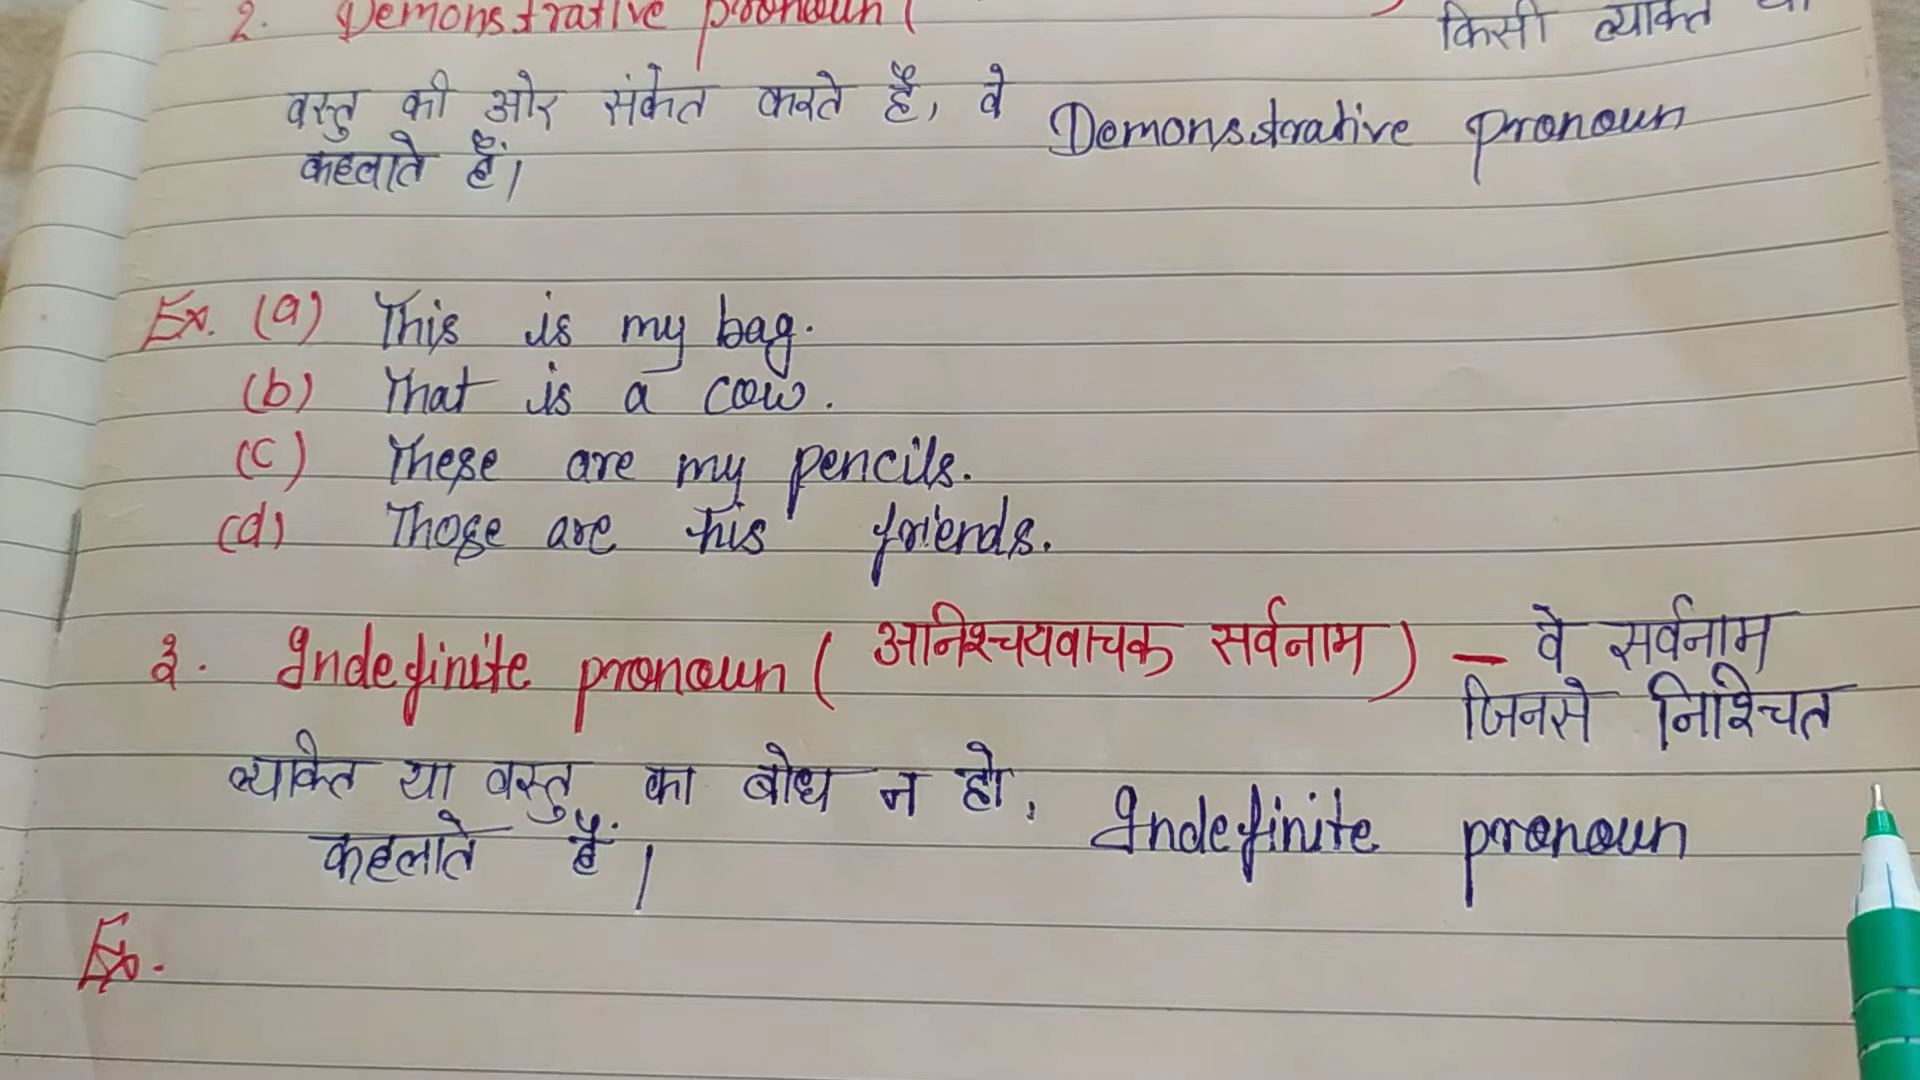 2. Demonstrative pronoun (
किसी व्यक्ति या
वस्तु की ओर संकेत करते हैं, वे Demonstrative pronoun
कहलाते हैं।
Ex. (a) This is my bag.
(b) That is a cow.
(c) These are my pencils.
(d) Those are his friends.
3. Indefinite pronoun ( अनिश्चयवाचक सर्वनाम ) – वे सर्वनाम
जिनसे निश्चित
व्यक्ति या वस्तु का बोध न हो, Indefinite pronoun
कहलाते हैं।
Ex.